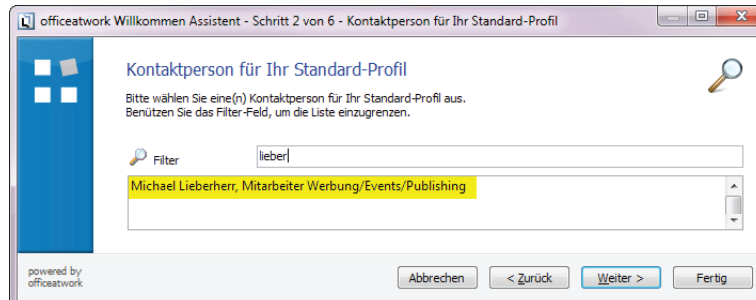 officeatwork Willkommen Assistent - Schritt 2 von 6 - Kontaktperson für Ihr Standard-Profil
Kontaktperson für Ihr Standard-Profil
Bitte wählen Sie eine(n) Kontaktperson für Ihr Standard-Profil aus.
Benützen Sie das Filter-Feld, um die Liste einzugrenzen.
Filter lieber
Michael Lieberherr, Mitarbeiter Werbung/Events/Publishing
powered by
officeatwork
Abbrechen < Zurück Weiter > Fertig